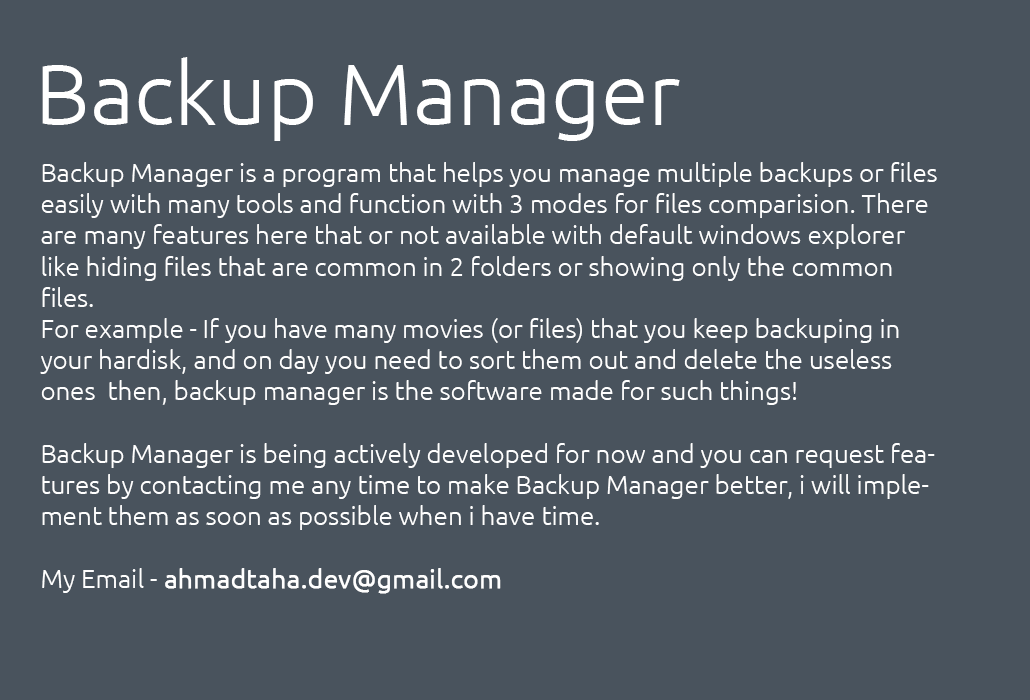 Backup Manager
Backup Manager is a program that helps you manage multiple backups or files
easily with many tools and function with 3 modes for files comparision. There
are many features here that or not available with default windows explorer
like hiding files that are common in 2 folders or showing only the common
files.
For example - If you have many movies (or files) that you keep backuping in
your hardisk, and on day you need to sort them out and delete the useless
ones  then, backup manager is the software made for such things!
Backup Manager is being actively developed for now and you can request fea-
tures by contacting me any time to make Backup Manager better, i will imple-
ment them as soon as possible when i have time.
My Email - ahmadtaha.dev@gmail.com